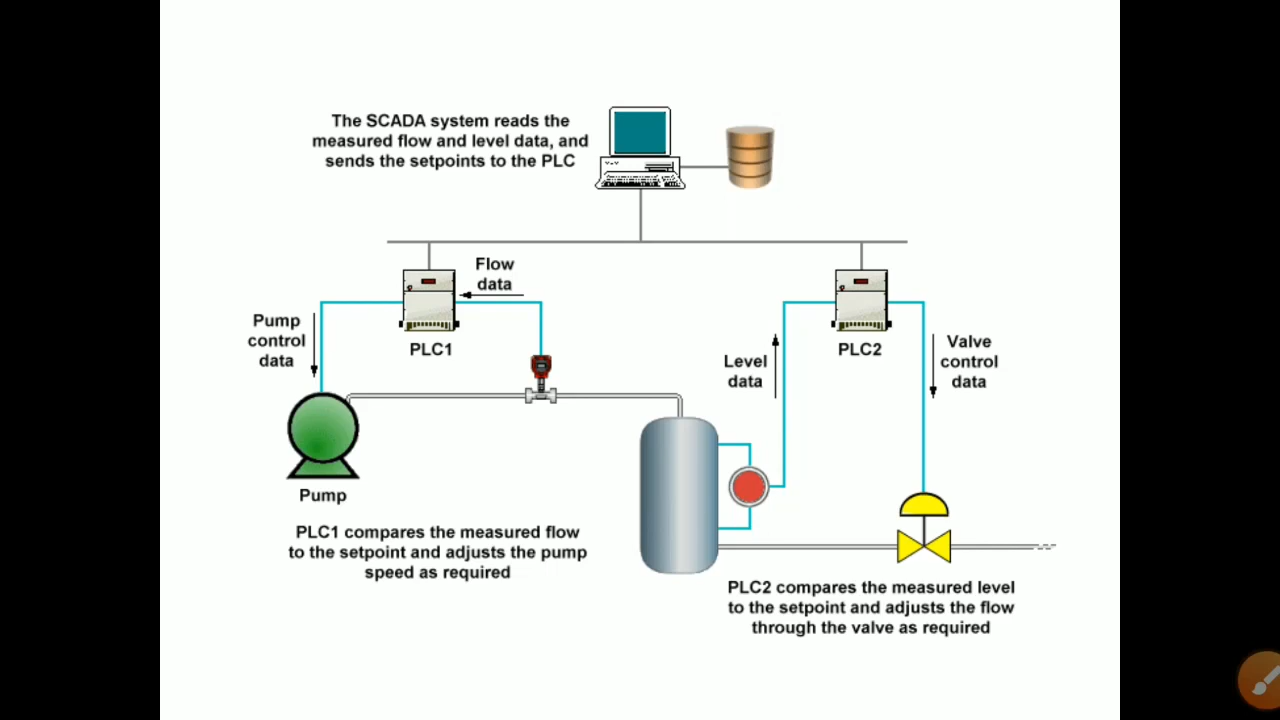 The SCADA system reads the
measured flow and level data, and
sends the setpoints to the PLC
Flow
data
Pump
control
data
PLC1
Level
data
PLC2
Valve
control
data
Pump
PLC1 compares the measured flow
to the setpoint and adjusts the pump
speed as required
PLC2 compares the measured level
to the setpoint and adjusts the flow
through the valve as required